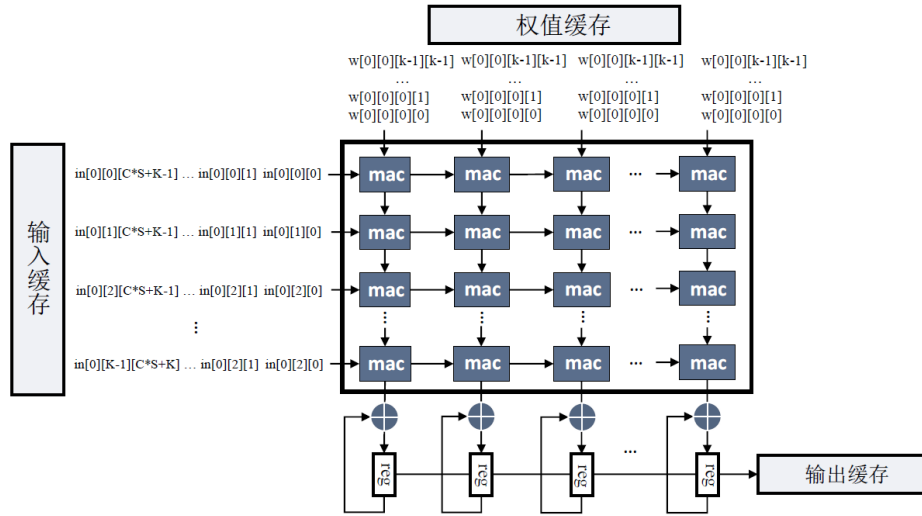 权值缓存
w[0][0][k-1][k-1] w[0][0][k-1][k-1] w[0][0][k-1][k-1] w[0][0][k-1][k-1]
... ... ... ...
w[0][0][0][1] w[0][0][0][1] w[0][0][0][1] w[0][0][0][1]
w[0][0][0][0] w[0][0][0][0] w[0][0][0][0] w[0][0][0][0]
输入缓存
in[0][0][C*S+K-1] ... in[0][0][1] in[0][0][0]
mac mac mac ... mac
in[0][1][C*S+K-1] ... in[0][1][1] in[0][1][0]
mac mac mac ... mac
in[0][2][C*S+K-1] ... in[0][2][1] in[0][2][0]
mac mac mac ... mac
⋮ ⋮ ⋮ ⋮ ⋮
in[0][K-1][C*S+K] ... in[0][2][1] in[0][2][0]
mac mac mac ... mac
...
reg reg reg reg
输出缓存